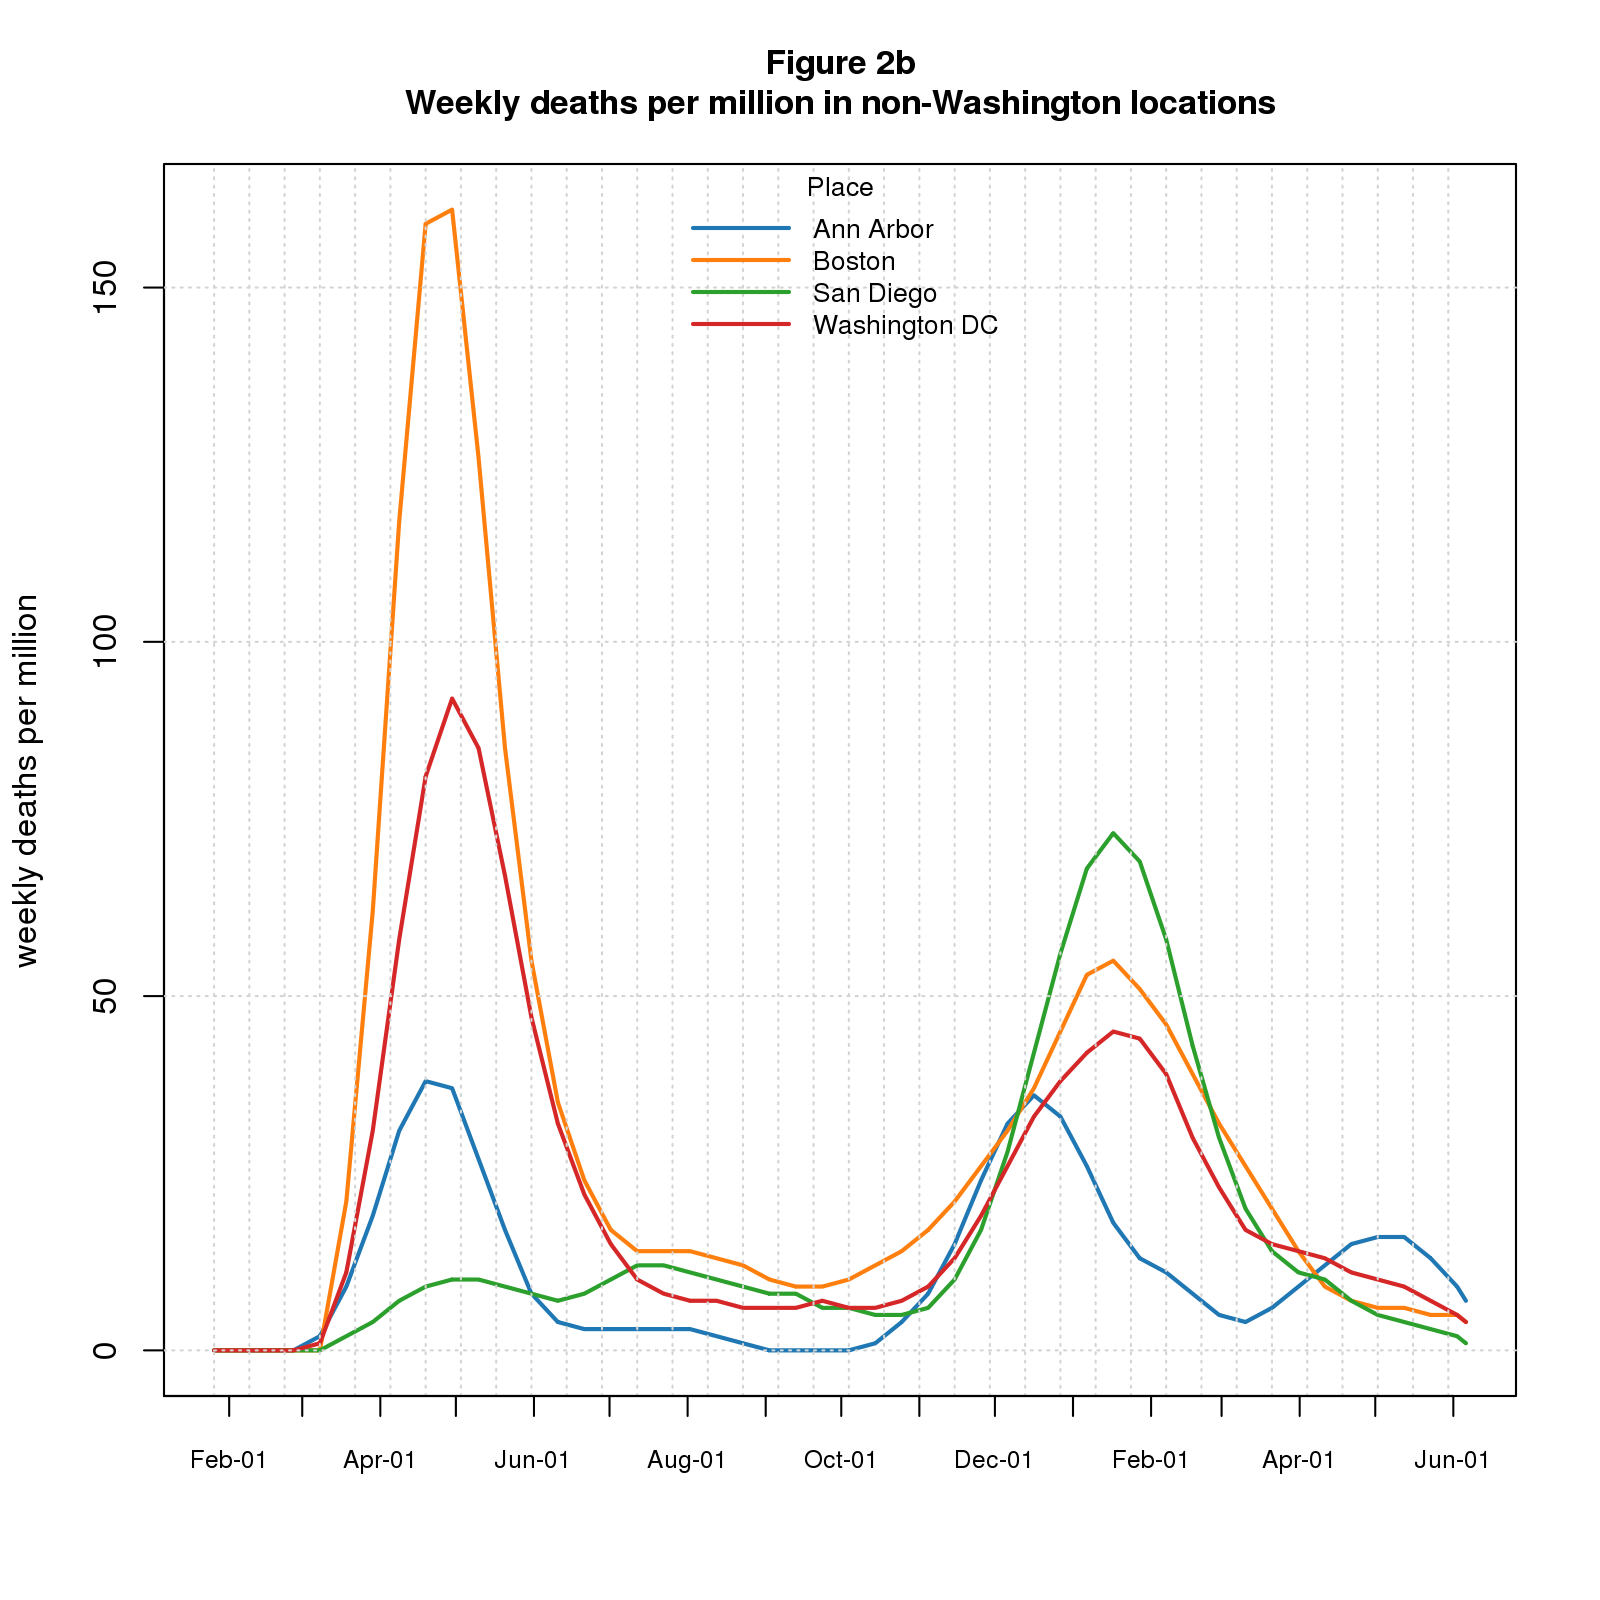 Figure 2b
Weekly deaths per million in non-Washington locations
Place
Ann Arbor
Boston
San Diego
Washington DC
weekly deaths per million
150
100
50
0
Feb-01 Apr-01 Jun-01 Aug-01 Oct-01 Dec-01 Feb-01 Apr-01 Jun-01